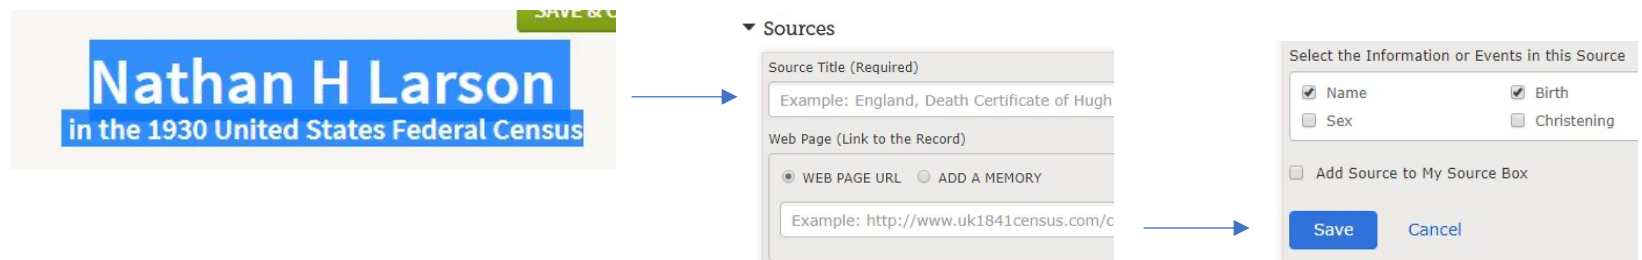 SAVE &
Nathan H Larson
in the 1930 United States Federal Census
Sources
Source Title (Required)
Example: England, Death Certificate of Hugh
Web Page (Link to the Record)
WEB PAGE URL ADD A MEMORY
Example: http://www.uk1841census.com/c
Select the Information or Events in this Source
Name Birth
Sex Christening
Add Source to My Source Box
Save Cancel